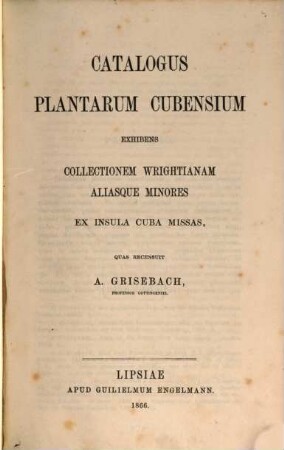 CATALOGUS
PLANTARUM CUBENSIUM
EXHIBENS
COLLECTIONEM WRIGHTIANAM
ALIASQUE MINORES
EX INSULA CUBA MISSAS,
QUAS RECENSUIT
A. GRISEBACH,
PROFESSOR GOTTINGENSIS.
LIPSIAE
APUD GUILIELMUM ENGELMANN.
1866.